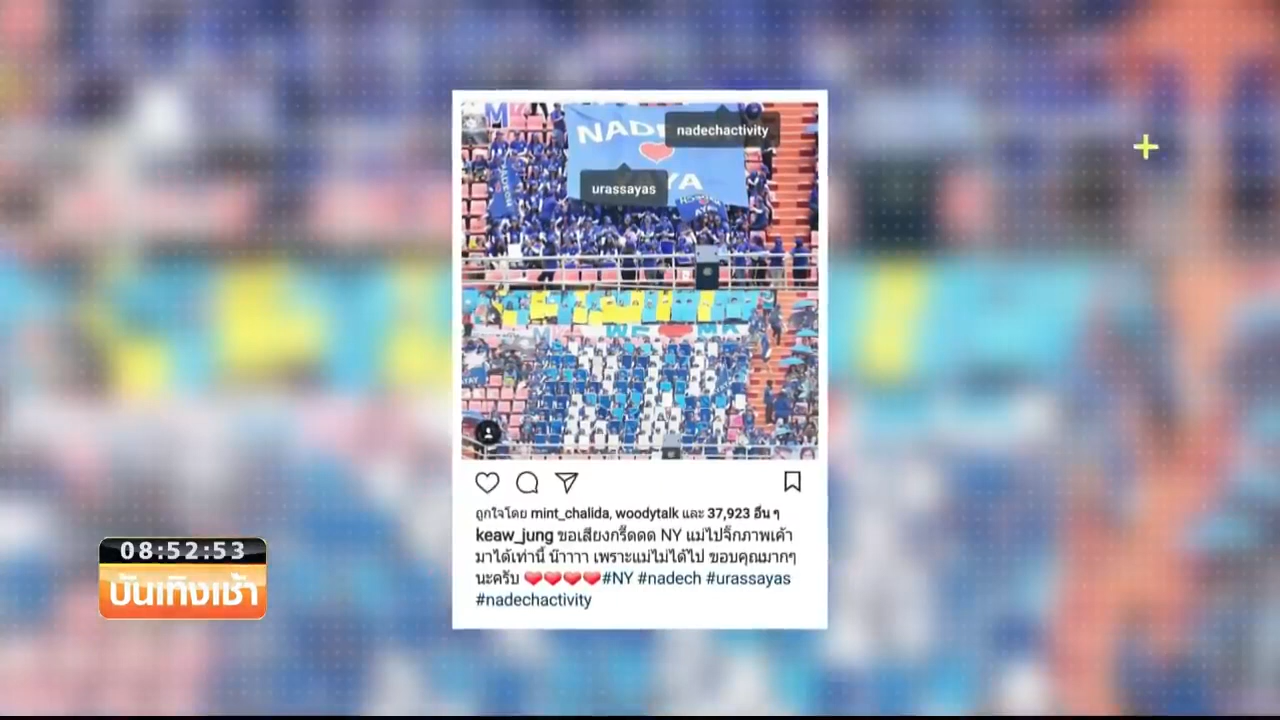 NADE
nadechactivity
urassayas
YA
WE MK
ถูกใจโดย mint_chalida, woodytalk และ 37,923 อื่น ๆ
keaw_jung ขอเสียงกรี๊ดดด NY แม่ไปจิ๊กภาพเค้า
มาได้เท่านี้ น๊าาาา เพราะแม่ไม่ได้ไป ขอบคุณมากๆ
นะครับ ❤❤❤❤#NY #nadech #urassayas
#nadechactivity
08:52:53
บันเทิงเช้า